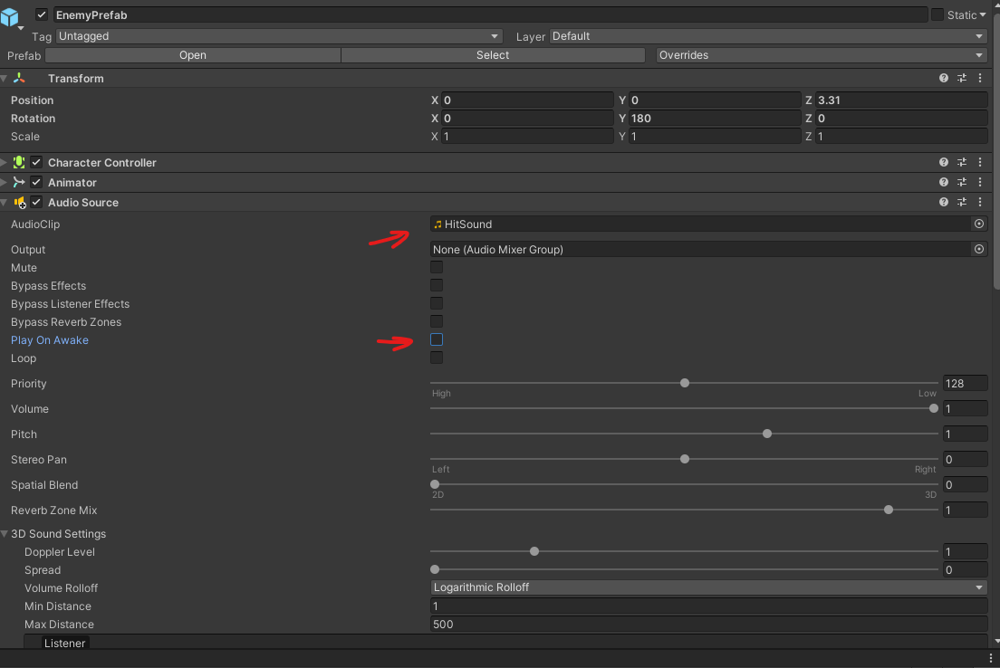 EnemyPrefab Static
Tag Untagged Layer Default
Prefab Open Select Overrides
Transform
Position X 0 Y 0 Z 3.31
Rotation X 0 Y 180 Z 0
Scale X 1 Y 1 Z 1
Character Controller
Animator
Audio Source
AudioClip HitSound
Output None (Audio Mixer Group)
Mute
Bypass Effects
Bypass Listener Effects
Bypass Reverb Zones
Play On Awake
Loop
Priority 128
High Low
Volume 1
Pitch 1
Stereo Pan 0
Left Right
Spatial Blend 0
2D 3D
Reverb Zone Mix 1
3D Sound Settings
Doppler Level 1
Spread 0
Volume Rolloff Logarithmic Rolloff
Min Distance 1
Max Distance 500
Listener